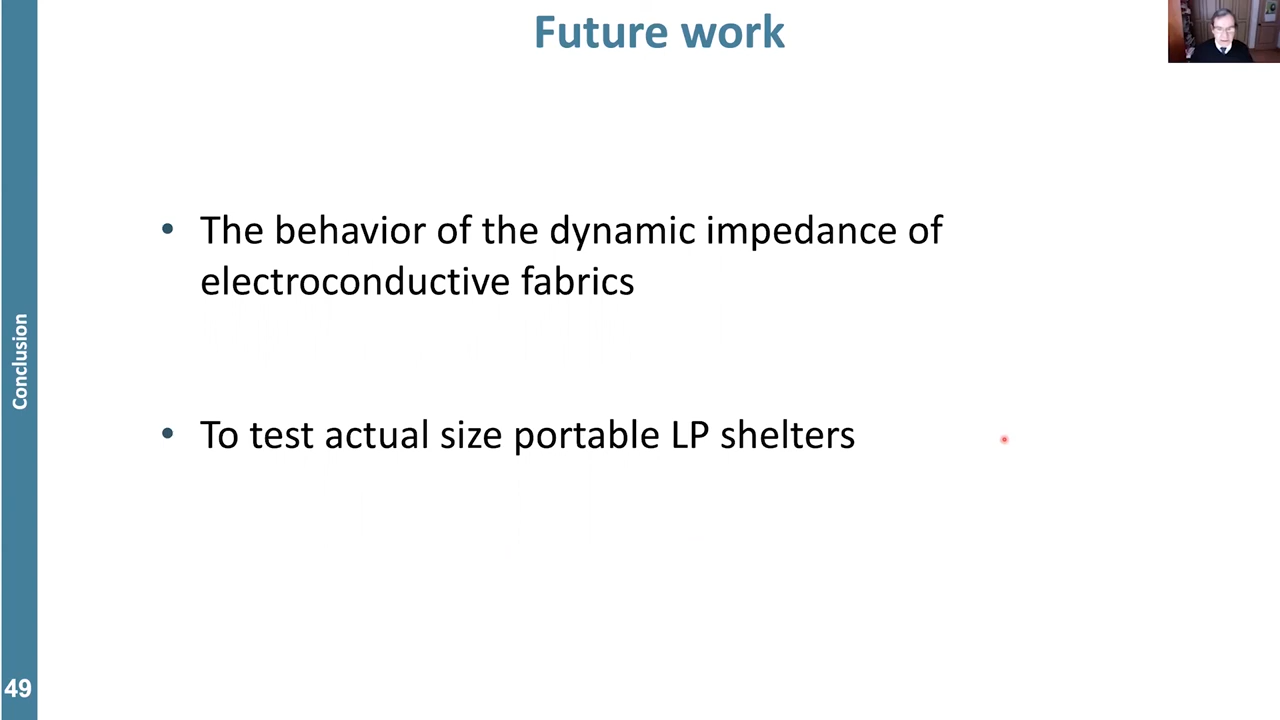 Future work
• The behavior of the dynamic impedance of
electroconductive fabrics
• To test actual size portable LP shelters
Conclusion
49